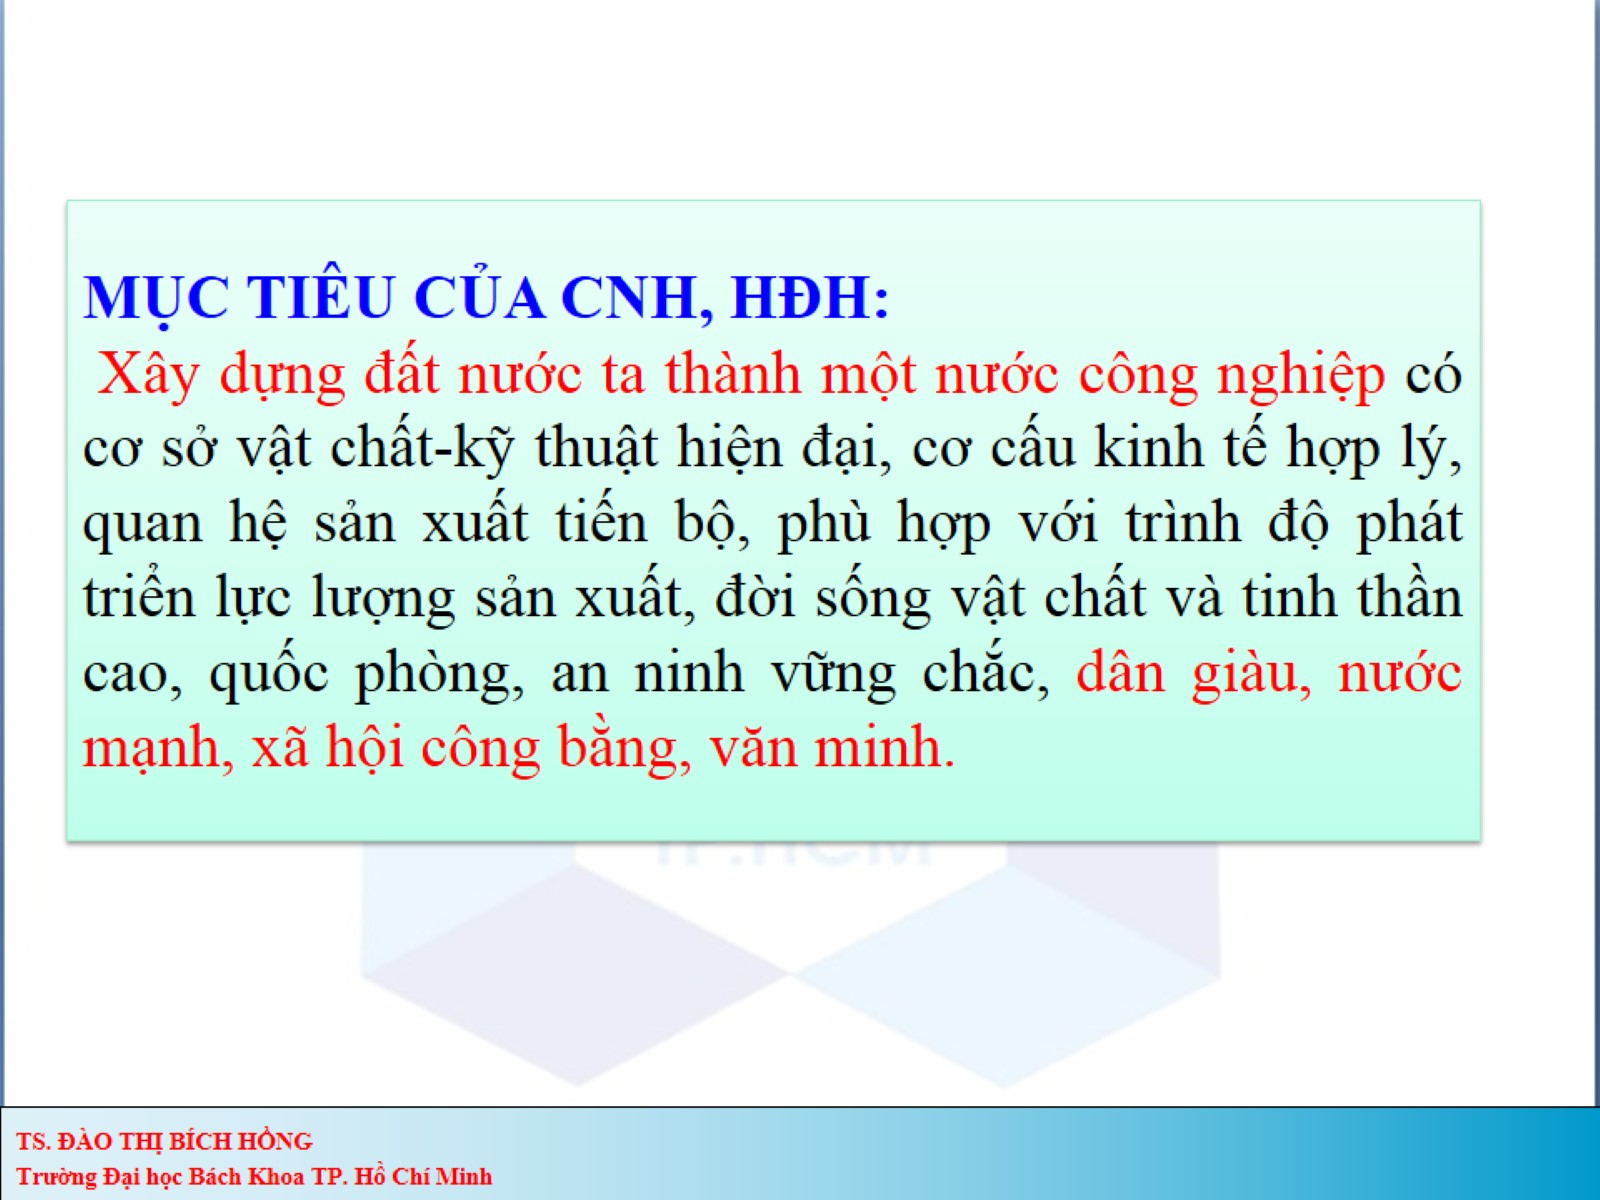 MỤC TIÊU CỦA CNH, HĐH:
Xây dựng đất nước ta thành một nước công nghiệp có
cơ sở vật chất-kỹ thuật hiện đại, cơ cấu kinh tế hợp lý,
quan hệ sản xuất tiến bộ, phù hợp với trình độ phát
triển lực lượng sản xuất, đời sống vật chất và tinh thần
cao, quốc phòng, an ninh vững chắc, dân giàu, nước
mạnh, xã hội công bằng, văn minh.
TP.HCM
TS. ĐÀO THỊ BÍCH HỒNG
Trường Đại học Bách Khoa TP. Hồ Chí Minh